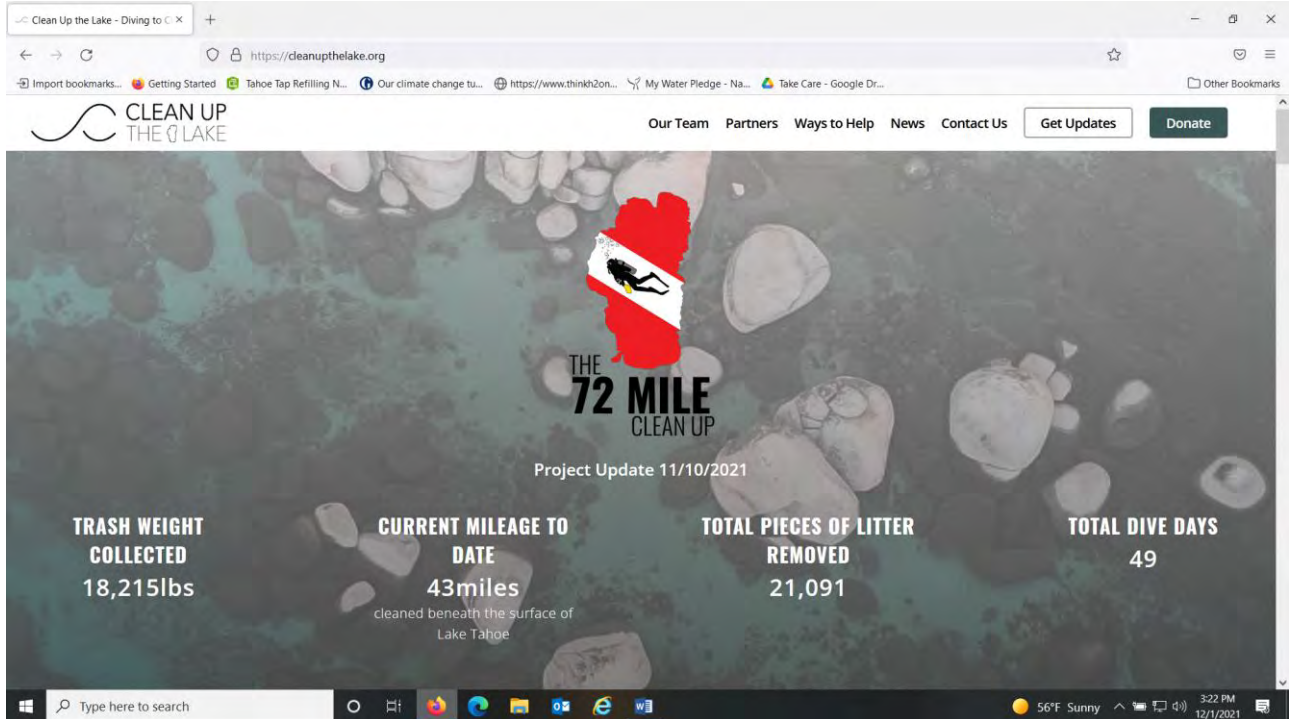 Clean Up the Lake - Diving to C
https://cleanupthelake.org
Import bookmarks... Getting Started Tahoe Tap Refilling N... Our climate change tu... https://www.thinkh2on... My Water Pledge - Na... Take Care - Google Dr... Other Bookmarks
CLEAN UP
THE LAKE
Our Team Partners Ways to Help News Contact Us Get Updates Donate
THE
72 MILE
CLEAN UP
Project Update 11/10/2021
TRASH WEIGHT
COLLECTED
18,215lbs
CURRENT MILEAGE TO
DATE
43miles
cleaned beneath the surface of
Lake Tahoe
TOTAL PIECES OF LITTER
REMOVED
21,091
TOTAL DIVE DAYS
49
Type here to search
56°F Sunny
3:22 PM
12/1/2021